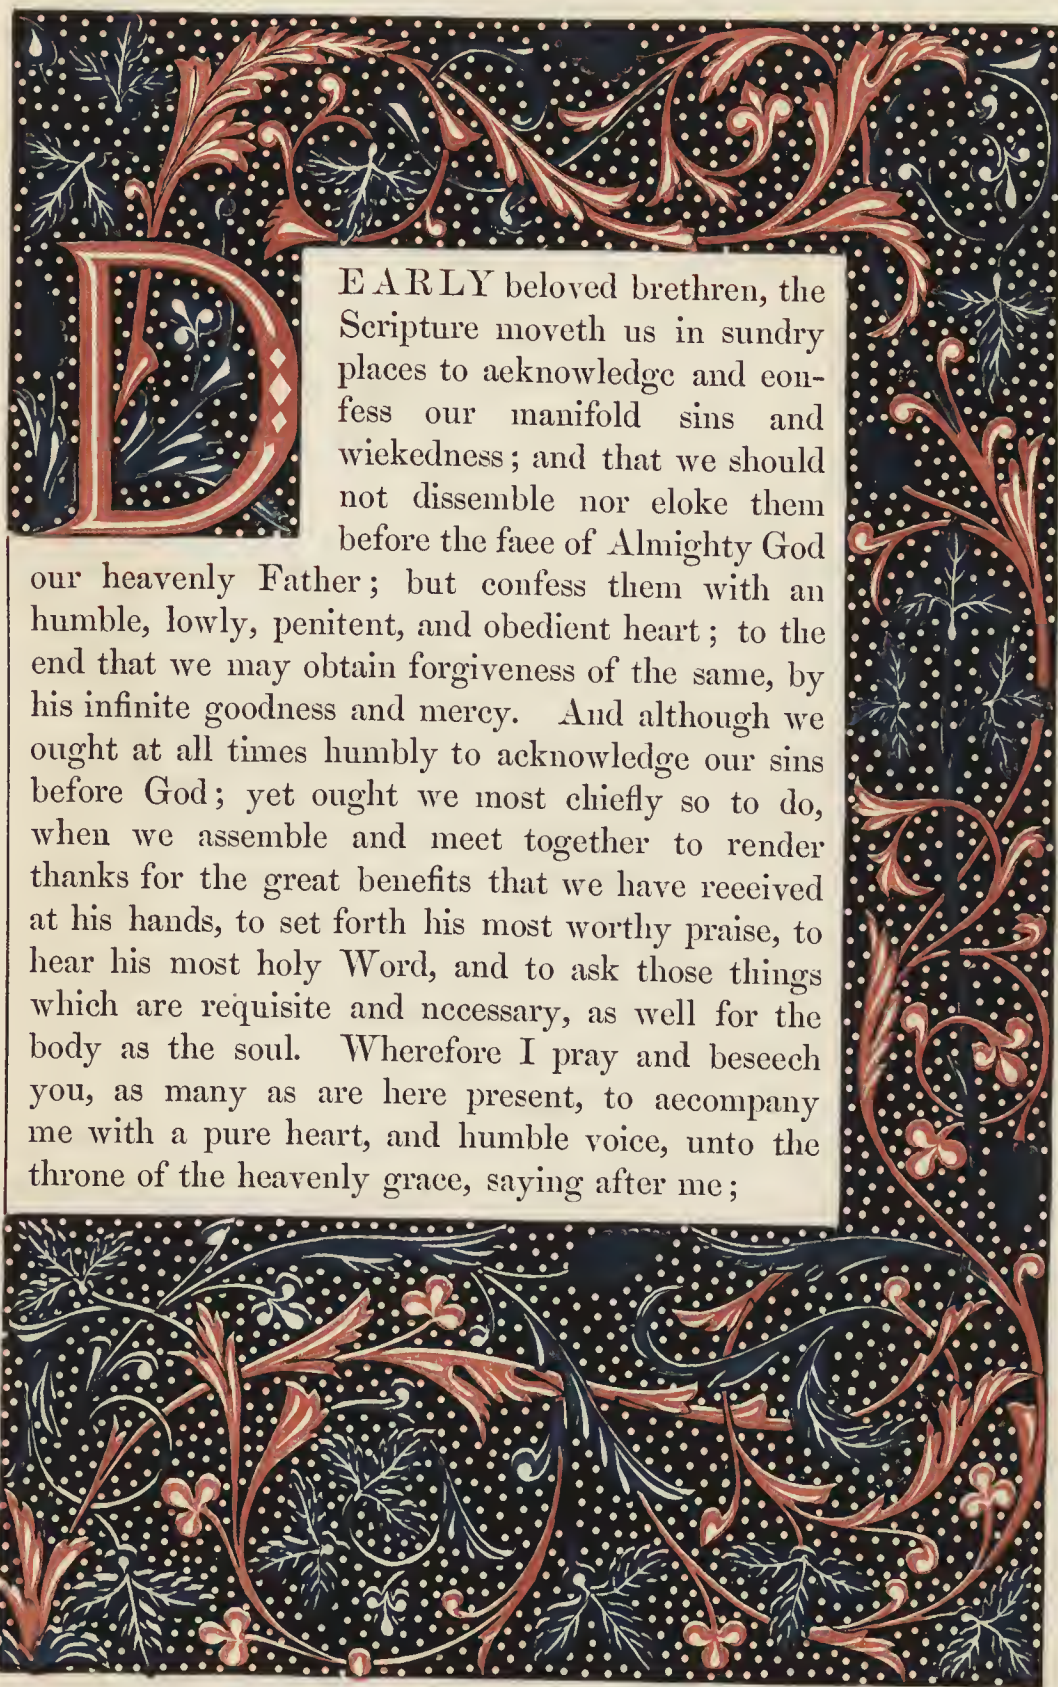 DEARLY beloved brethren, the
Scripture moveth us in sundry
places to acknowledge and con-
fess our manifold sins and
wickedness; and that we should
not dissemble nor cloke them
before the face of Almighty God
our heavenly Father; but confess them with an
humble, lowly, penitent, and obedient heart; to the
end that we may obtain forgiveness of the same, by
his infinite goodness and mercy. And although we
ought at all times humbly to acknowledge our sins
before God; yet ought we most chiefly so to do,
when we assemble and meet together to render
thanks for the great benefits that we have received
at his hands, to set forth his most worthy praise, to
hear his most holy Word, and to ask those things
which are requisite and necessary, as well for the
body as the soul. Wherefore I pray and beseech
you, as many as are here present, to accompany
me with a pure heart, and humble voice, unto the
throne of the heavenly grace, saying after me;